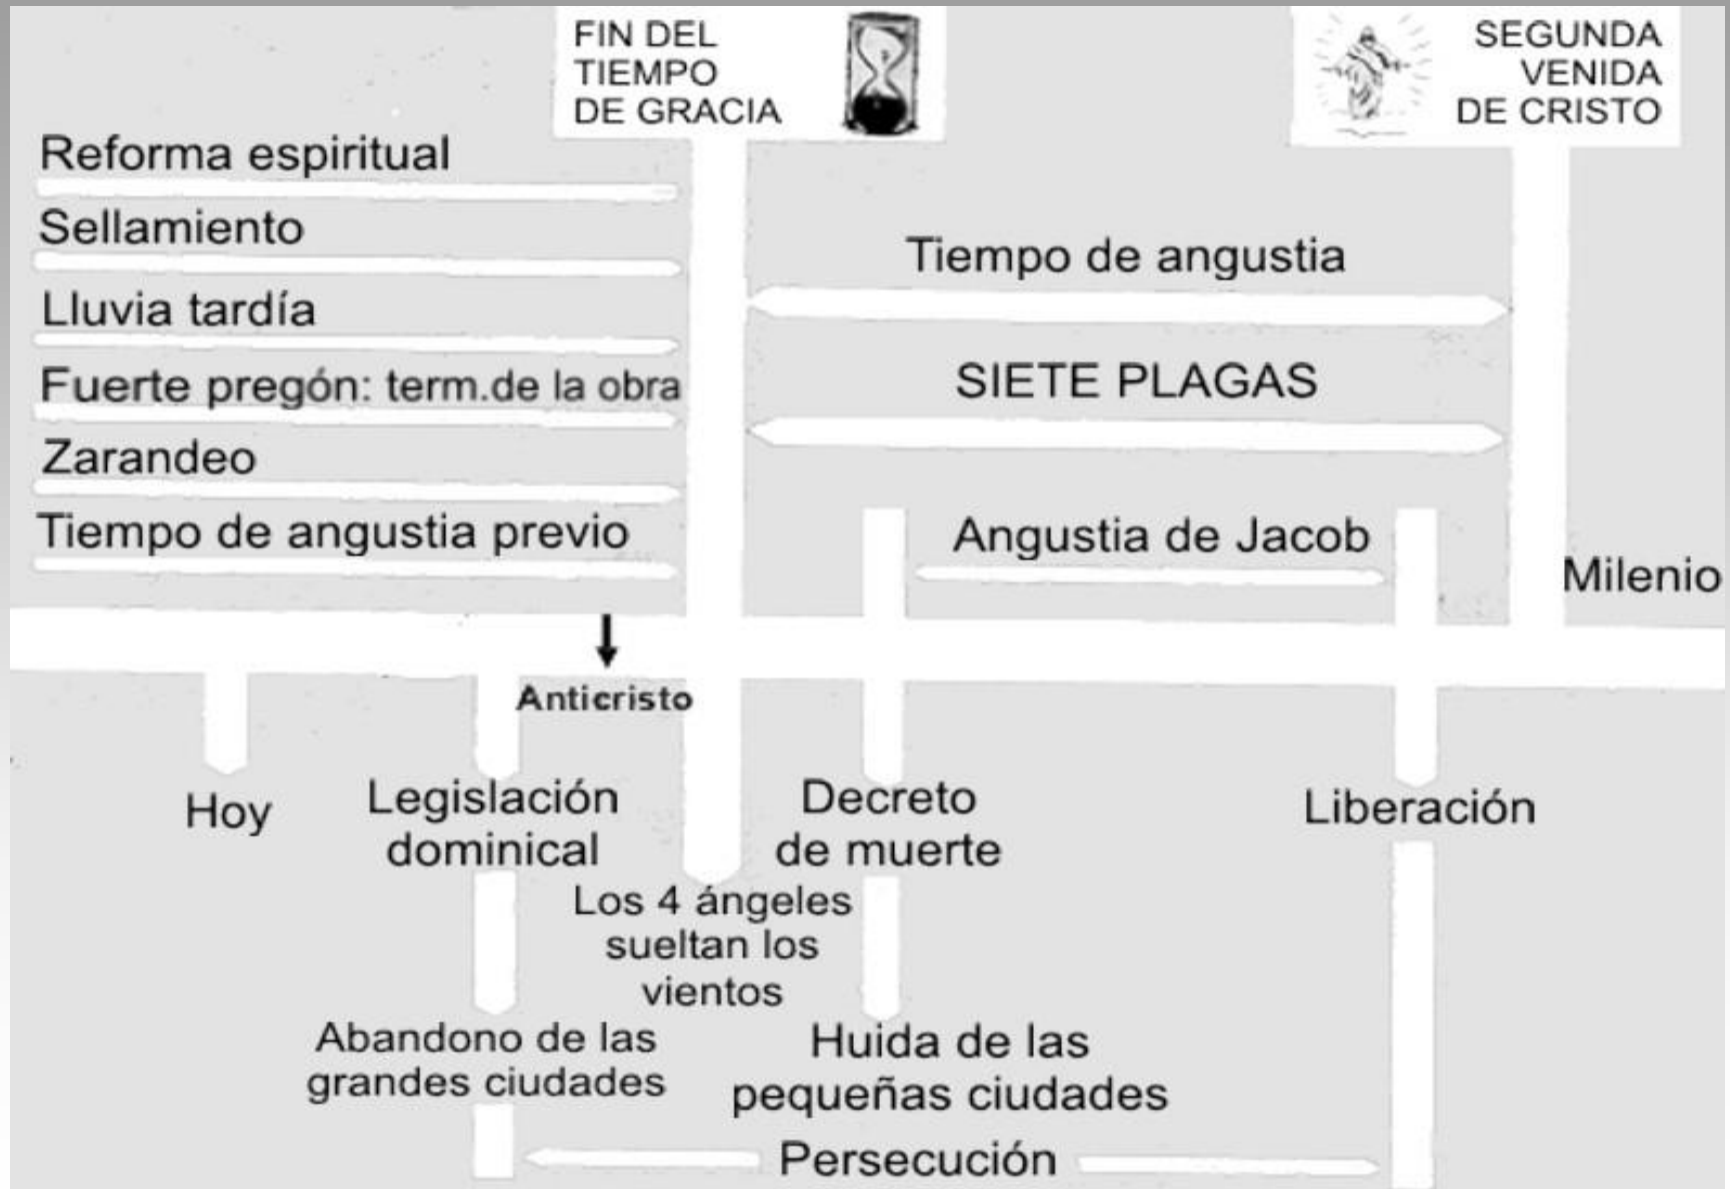 FIN DEL
TIEMPO
DE GRACIA
SEGUNDA
VENIDA
DE CRISTO
Reforma espiritual
Sellamiento
Lluvia tardía
Fuerte pregón: term.de la obra
Zarandeo
Tiempo de angustia previo
Tiempo de angustia
SIETE PLAGAS
Angustia de Jacob
Milenio
Anticristo
Hoy
Legislación
dominical
Decreto
de muerte
Liberación
Los 4 ángeles
sueltan los
vientos
Abandono de las
grandes ciudades
Huida de las
pequeñas ciudades
Persecución